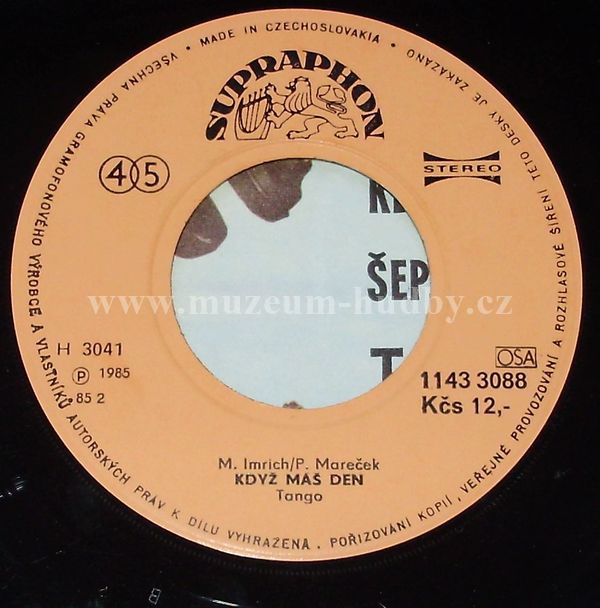 VŠECHNA PRÁVA GRAMOFONOVÉHO VÝROBCE A VLASTNÍKŮ AUTORSKÝCH PRÁV K DÍLU VYHRAŽENA. POŘIZOVÁNÍ KOPIÍ, VEŘEJNÉ PROVOZOVÁNÍ A ROZHLASOVÉ ŠÍŘENÍ TÉTO DESKY JE ZAKÁZÁNO
• MADE IN CZECHOSLOVAKIA •
SUPRAPHON
45
STEREO
ŠEP
www.muzeum-hudby.cz
H 3041
OSA
℗ 1985
1143 3088
85 2
Kčs 12,-
M. Imrich/P. Mareček
KDYŽ MÁŠ DEN
Tango